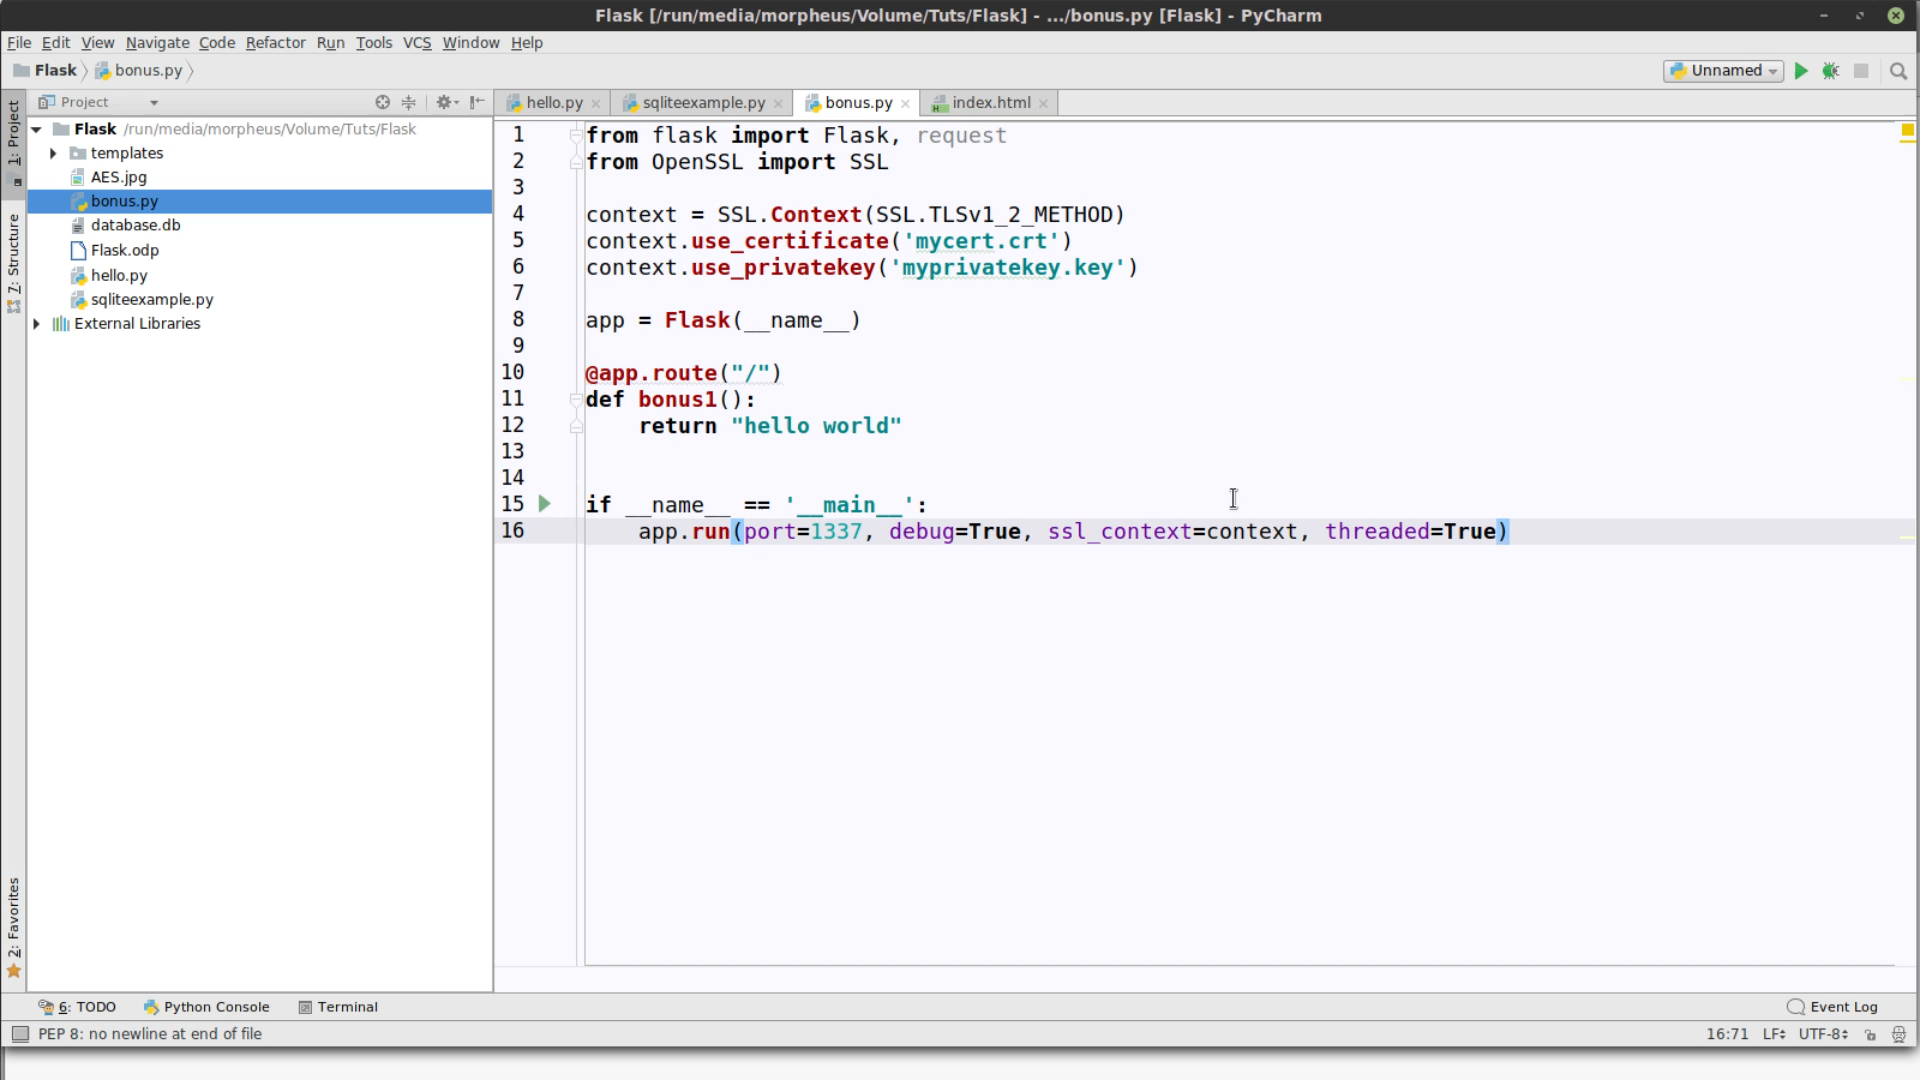 Flask [/run/media/morpheus/Volume/Tuts/Flask] - .../bonus.py [Flask] - PyCharm
File Edit View Navigate Code Refactor Run Tools VCS Window Help
Flask bonus.py
Unnamed
Project
hello.py sqliteexample.py bonus.py index.html
1: Project
7: Structure
2: Favorites
Flask /run/media/morpheus/Volume/Tuts/Flask
templates
AES.jpg
bonus.py
database.db
Flask.odp
hello.py
sqliteexample.py
External Libraries
1 from flask import Flask, request
2 from OpenSSL import SSL
3
4 context = SSL.Context(SSL.TLSv1_2_METHOD)
5 context.use_certificate('mycert.crt')
6 context.use_privatekey('myprivatekey.key')
7
8 app = Flask(__name__)
9
10 @app.route("/")
11 def bonus1():
12     return "hello world"
13
14
15 if __name__ == '__main__':
16     app.run(port=1337, debug=True, ssl_context=context, threaded=True)
6: TODO Python Console Terminal Event Log
PEP 8: no newline at end of file 16:71 LF UTF-8